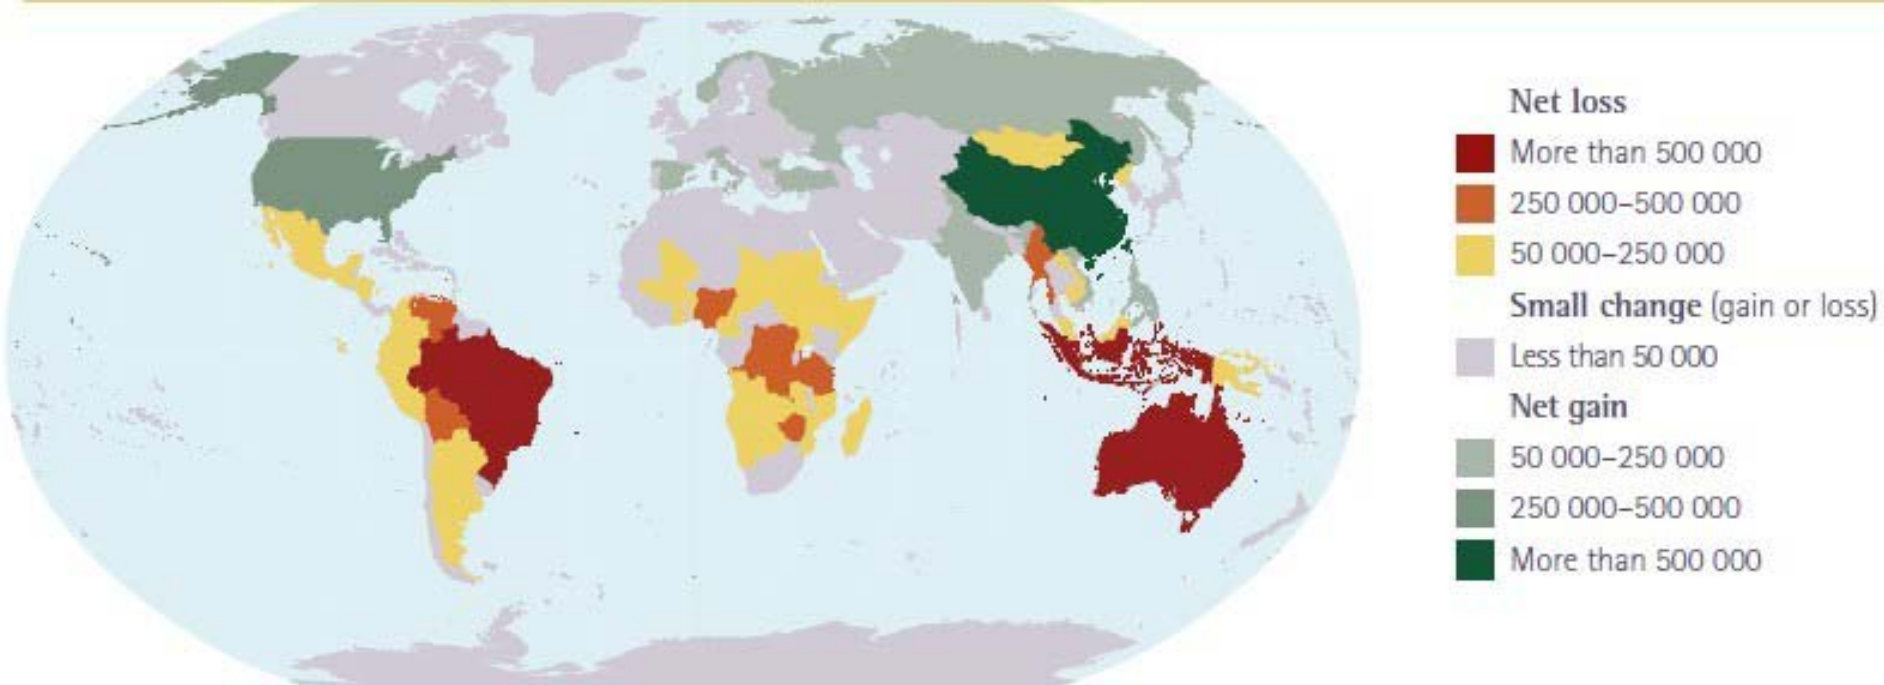 Net loss
More than 500 000
250 000–500 000
50 000–250 000
Small change (gain or loss)
Less than 50 000
Net gain
50 000–250 000
250 000–500 000
More than 500 000